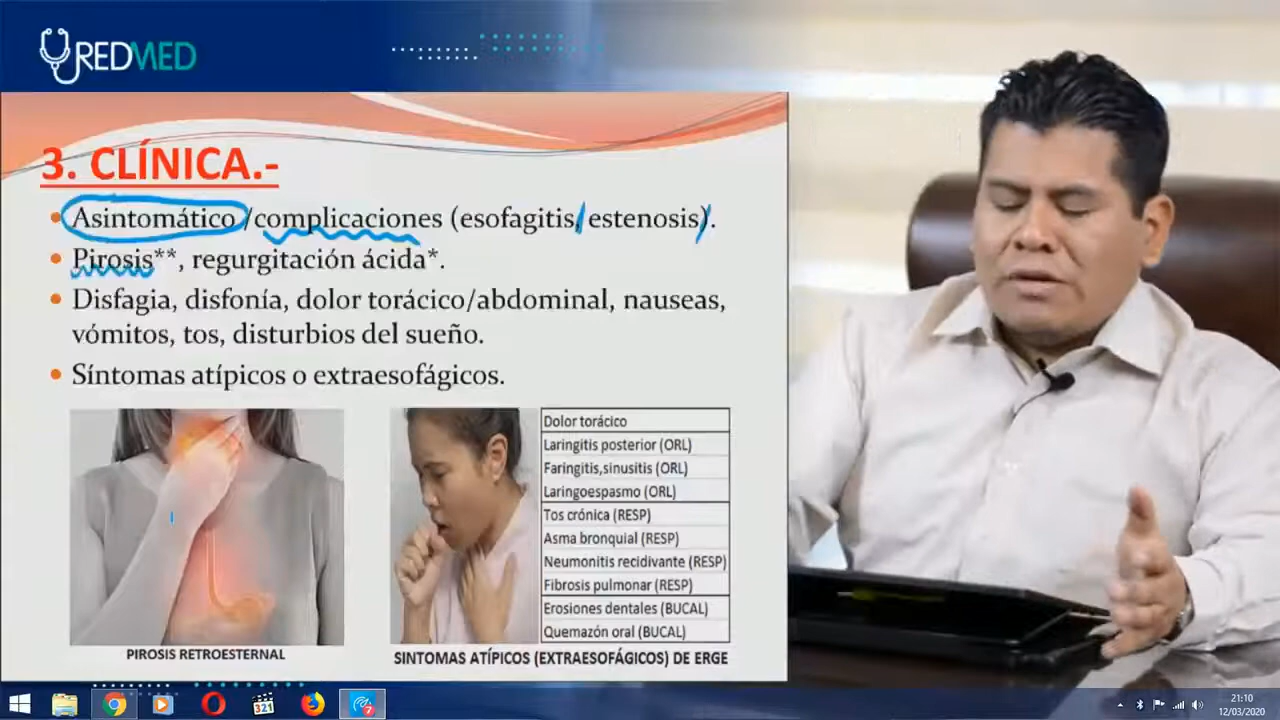 REDMED
3. CLÍNICA.-
Asintomático /complicaciones (esofagitis, estenosis).
Pirosis**, regurgitación ácida*.
Disfagia, disfonía, dolor torácico/abdominal, nauseas,
vómitos, tos, disturbios del sueño.
Síntomas atípicos o extraesofágicos.
Dolor torácico
Laringitis posterior (ORL)
Faringitis,sinusitis (ORL)
Laringoespasmo (ORL)
Tos crónica (RESP)
Asma bronquial (RESP)
Neumonitis recidivante (RESP)
Fibrosis pulmonar (RESP)
Erosiones dentales (BUCAL)
Quemazón oral (BUCAL)
PIROSIS RETROESTERNAL
SINTOMAS ATÍPICOS (EXTRAESOFÁGICOS) DE ERGE
321
7
21:10
12/03/2020